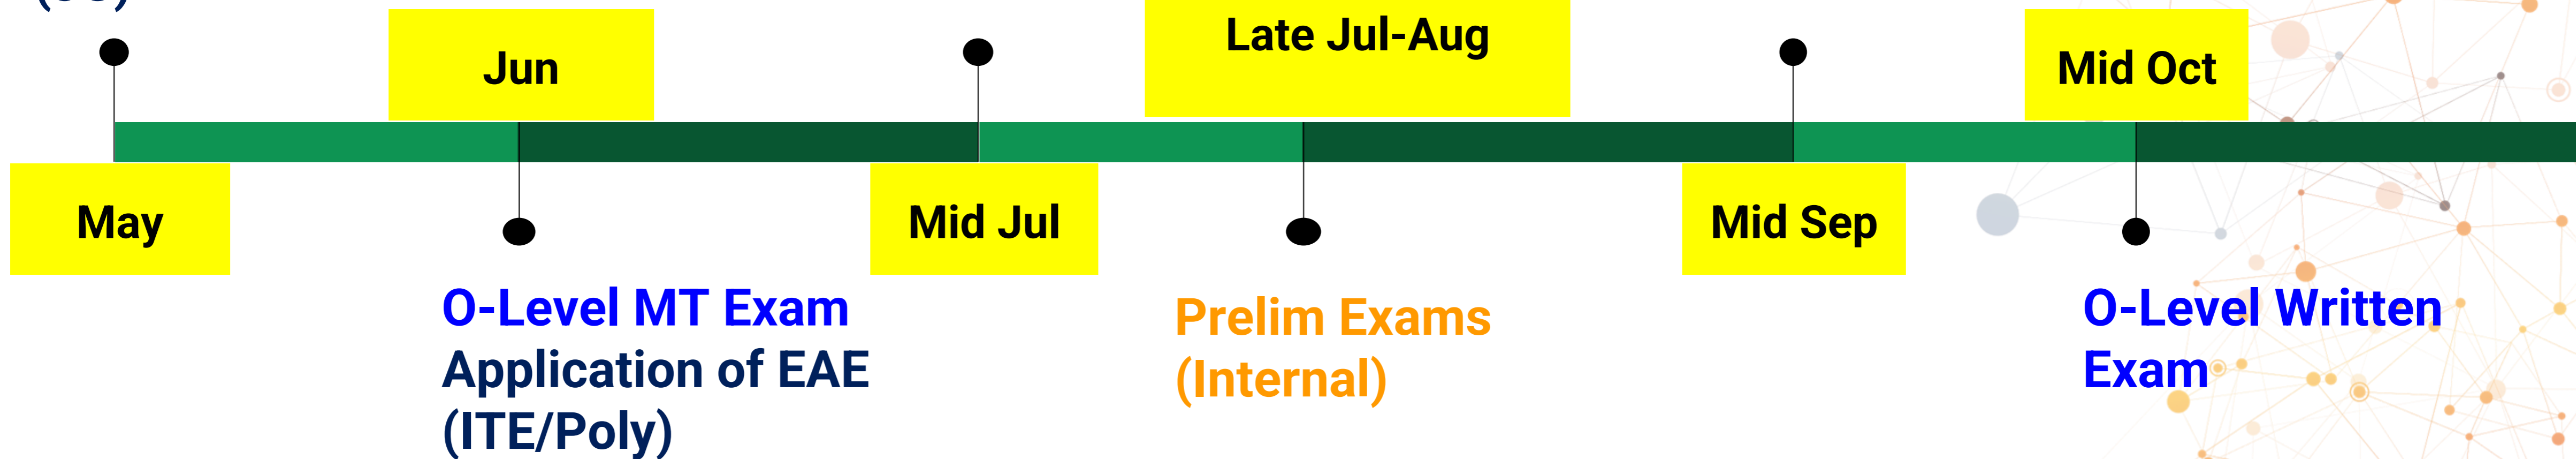 Jun
Late Jul-Aug
Mid Oct
May
Mid Jul
Mid Sep
O-Level MT Exam
Application of EAE
(ITE/Poly)
Prelim Exams
(Internal)
O-Level Written
Exam